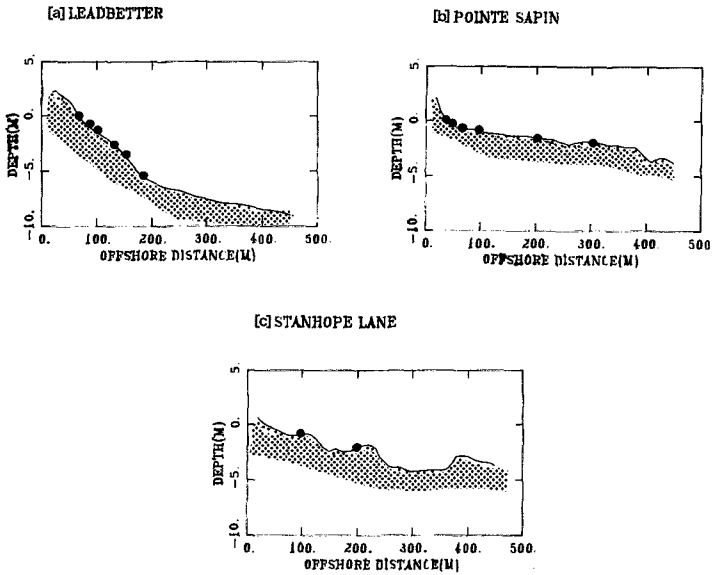 [a] LEADBETTER
[b] POINTE SAPIN
5.
0.
-5.
-10.
DEPTH(M)
0. 100. 200. 300. 400. 500.
OFFSHORE DISTANCE(M)
5.
0.
-5.
-10.
DEPTH(M)
0. 100. 200. 300. 400. 500.
OFFSHORE DISTANCE(M)
[c] STANHOPE LANE
5.
0.
-5.
-10.
DEPTH(M)
0. 100. 200. 300. 400. 500.
OFFSHORE DISTANCE(M)